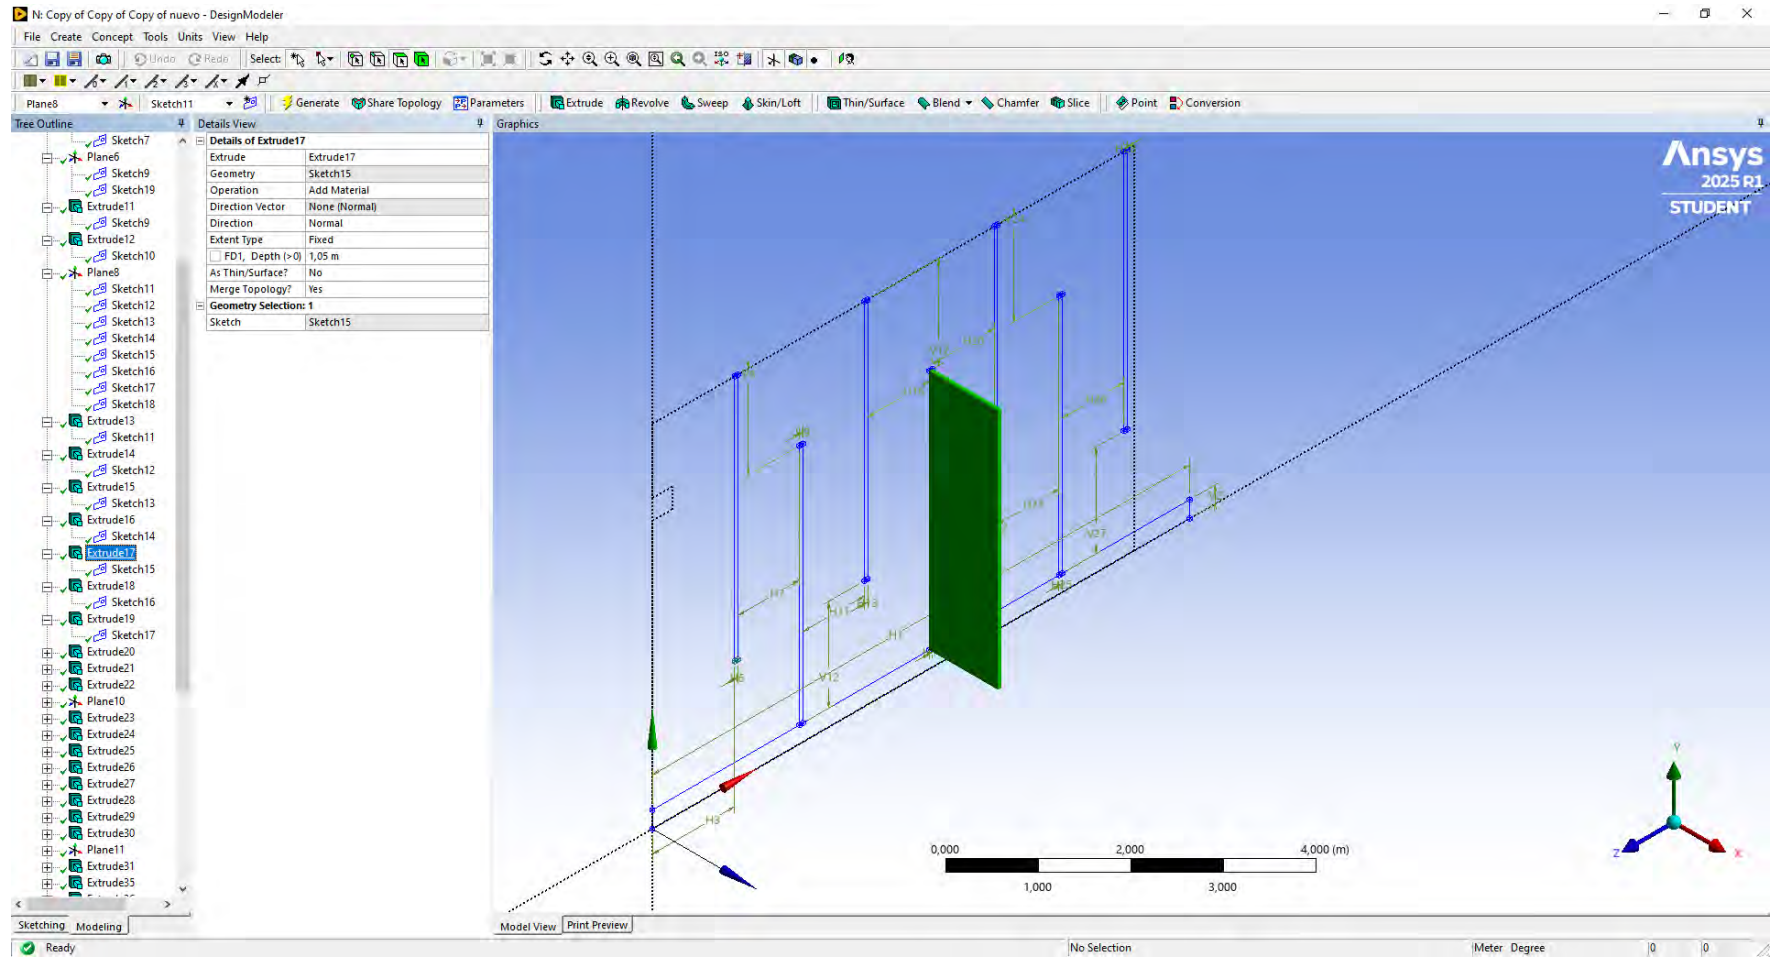 N: Copy of Copy of Copy of nuevo - DesignModeler
File Create Concept Tools Units View Help
Undo Redo Select:
Plane8 Sketch11 Generate Share Topology Parameters Extrude Revolve Sweep Skin/Loft Thin/Surface Blend Chamfer Slice Point Conversion
Tree Outline
Sketch7
Plane6
Sketch9
Sketch19
Extrude11
Sketch9
Extrude12
Sketch10
Plane8
Sketch11
Sketch12
Sketch13
Sketch14
Sketch15
Sketch16
Sketch17
Sketch18
Extrude13
Sketch11
Extrude14
Sketch12
Extrude15
Sketch13
Extrude16
Sketch14
Extrude17
Sketch15
Extrude18
Sketch16
Extrude19
Sketch17
Extrude20
Extrude21
Extrude22
Plane10
Extrude23
Extrude24
Extrude25
Extrude26
Extrude27
Extrude28
Extrude29
Extrude30
Plane11
Extrude31
Extrude35
Sketching Modeling
Details View
Details of Extrude17
Extrude Extrude17
Geometry Sketch15
Operation Add Material
Direction Vector None (Normal)
Direction Normal
Extent Type Fixed
FD1, Depth (>0) 1,05 m
As Thin/Surface? No
Merge Topology? Yes
Geometry Selection: 1
Sketch Sketch15
Graphics
Ansys
2025 R1
STUDENT
H7
H11
H1
V12
H3
V27
0,000 2,000 4,000 (m)
1,000 3,000
Y
Z
X
Model View Print Preview
Ready No Selection Meter Degree 0 0